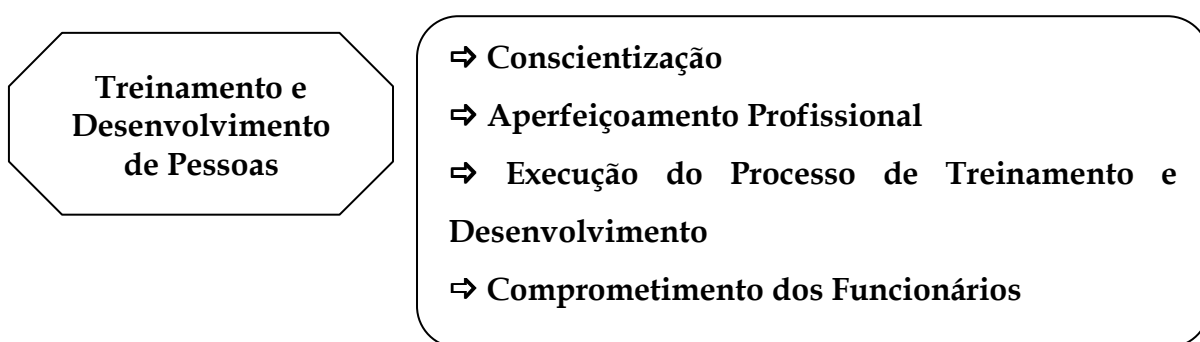 Treinamento e
Desenvolvimento
de Pessoas
⇨ Conscientização
⇨ Aperfeiçoamento Profissional
⇨ Execução do Processo de Treinamento e
Desenvolvimento
⇨ Comprometimento dos Funcionários